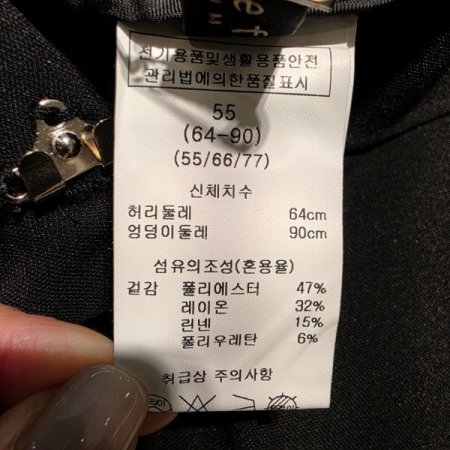 전기용품및생활용품안전
관리법에의한품질표시
55
(64-90)
(55/66/77)
신체치수
허리둘레 64cm
엉덩이둘레 90cm
섬유의조성(혼용율)
겉감 폴리에스터 47%
레이온 32%
린넨 15%
폴리우레탄 6%
취급상 주의사항